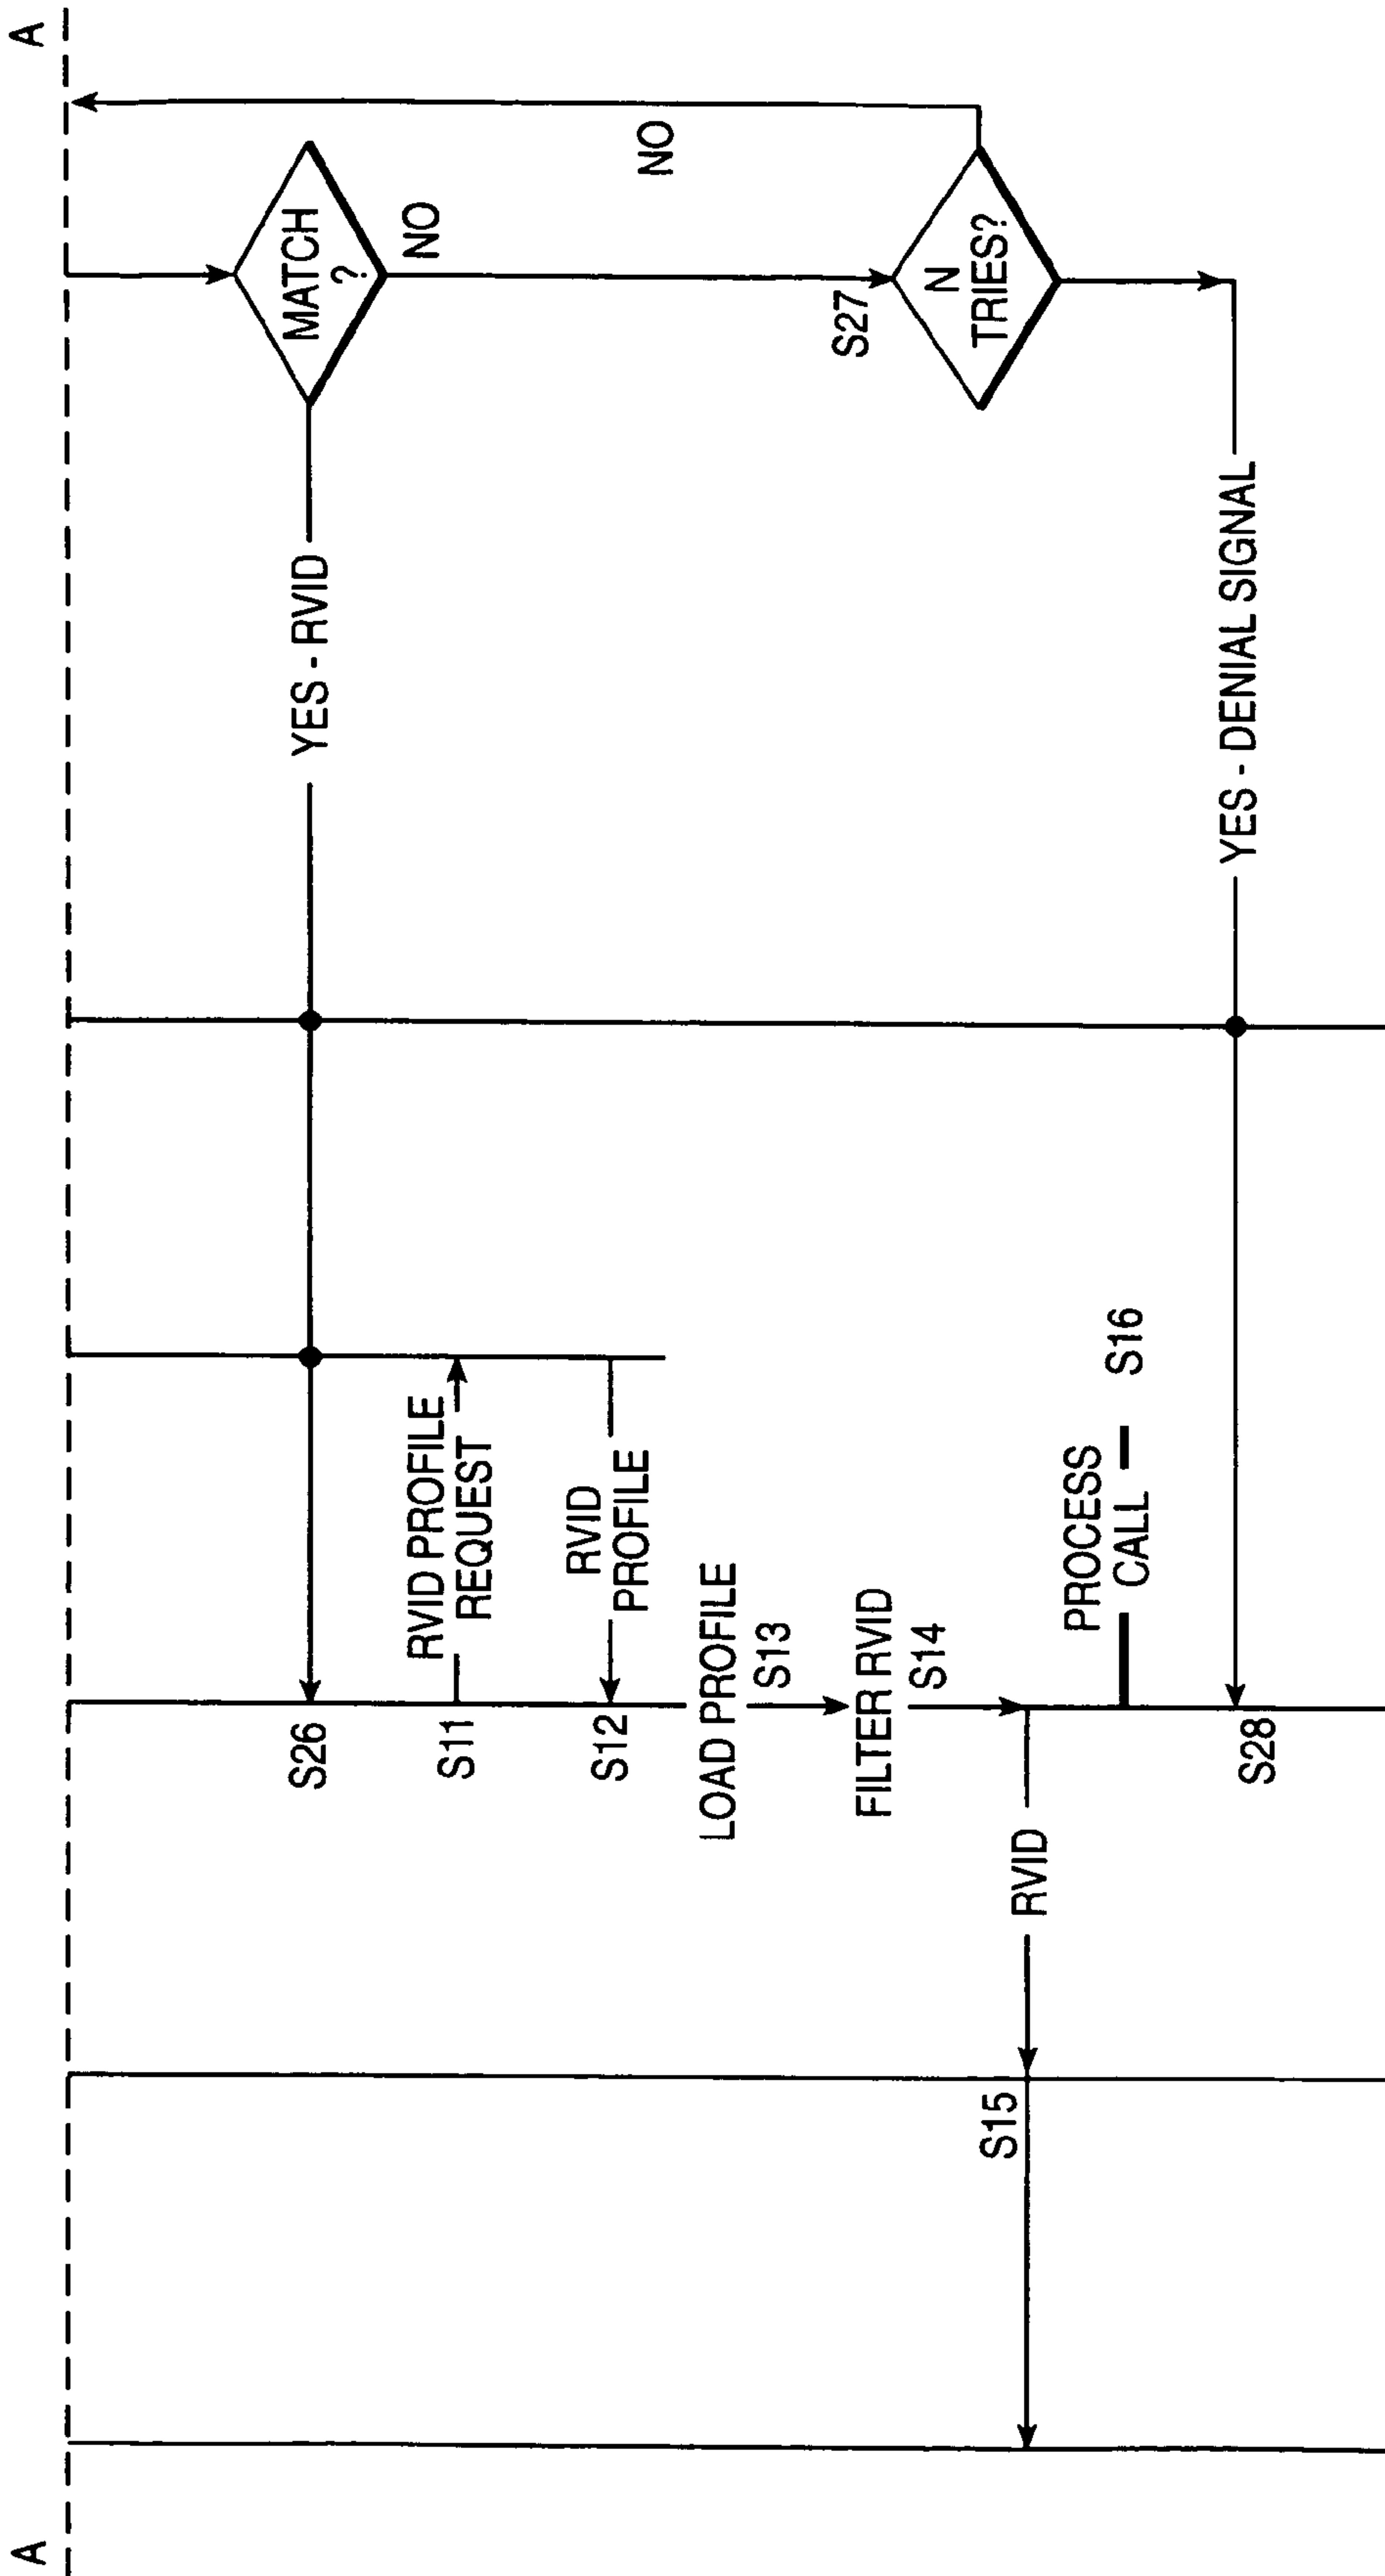 A
A
MATCH
?
NO
YES - RVID
S26
RVID PROFILE
REQUEST
S11
RVID
PROFILE
S12
LOAD PROFILE
S13
FILTER RVID
S14
NO
S27
N
TRIES?
RVID
S15
PROCESS
CALL
S16
YES - DENIAL SIGNAL
S28